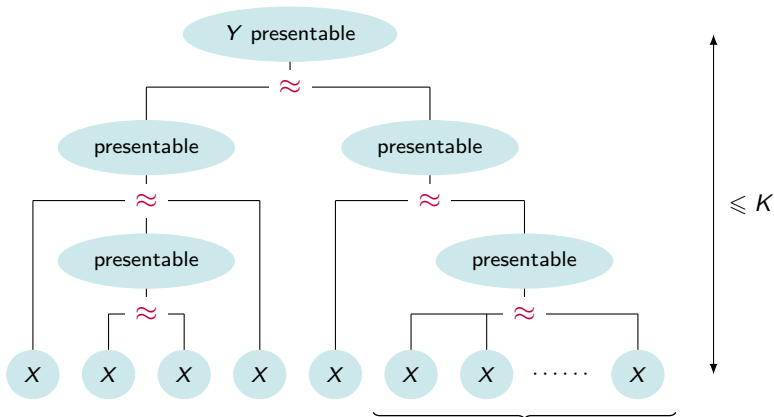 Y presentable
≈
presentable presentable
≈ ≈
⩽ K
presentable presentable
≈ ≈
X X X X X X X ······ X